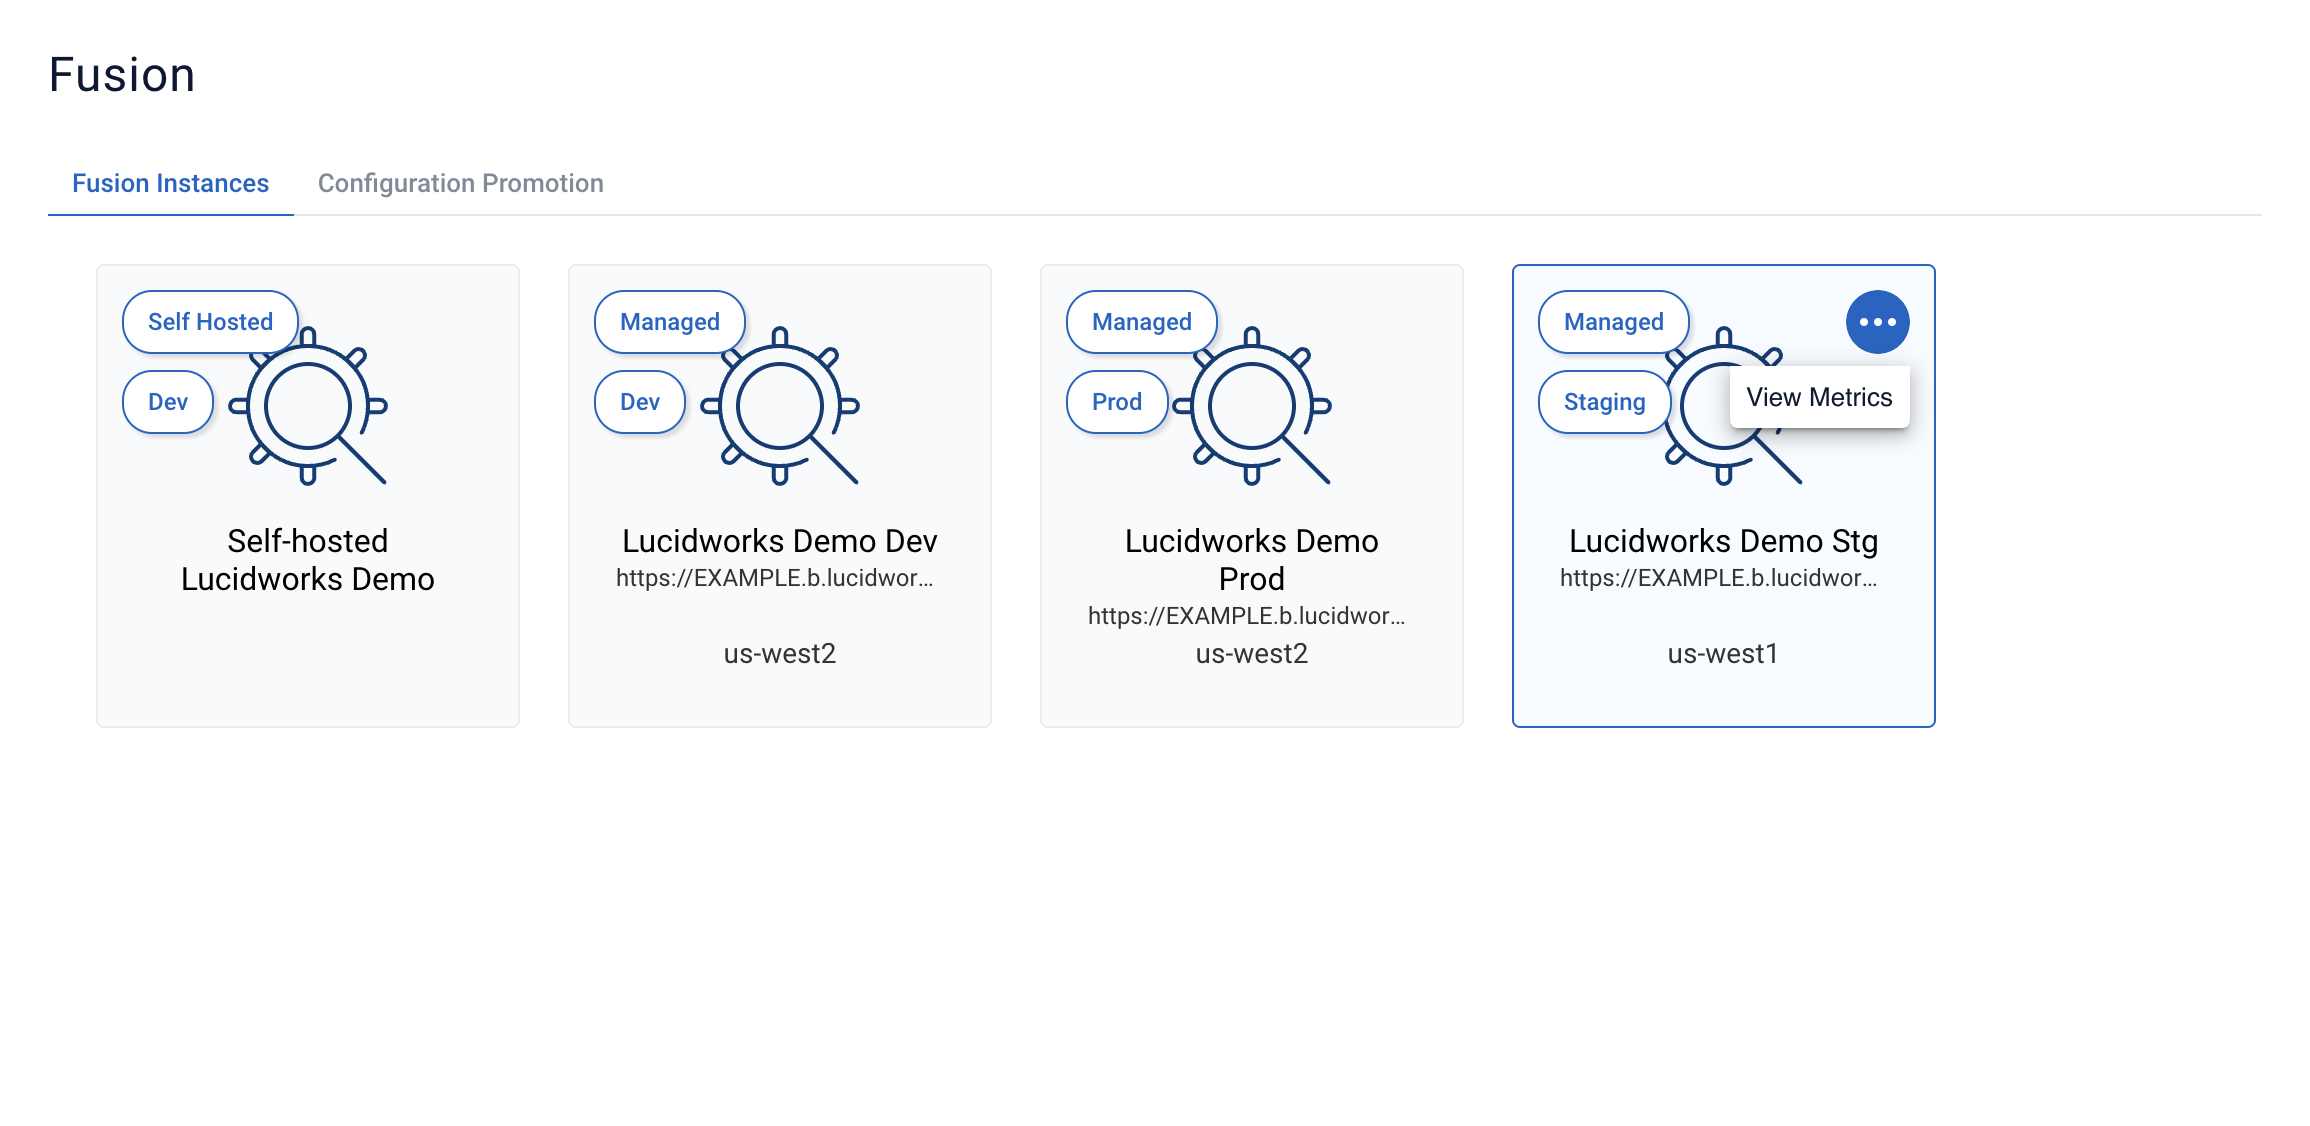 Fusion
Fusion Instances
Configuration Promotion
Self Hosted
Dev
Self-hosted
Lucidworks Demo
Managed
Dev
Lucidworks Demo Dev
https://EXAMPLE.b.lucidwor...
us-west2
Managed
Prod
Lucidworks Demo
Prod
https://EXAMPLE.b.lucidwor...
us-west2
Managed
Staging
View Metrics
Lucidworks Demo Stg
https://EXAMPLE.b.lucidwor...
us-west1